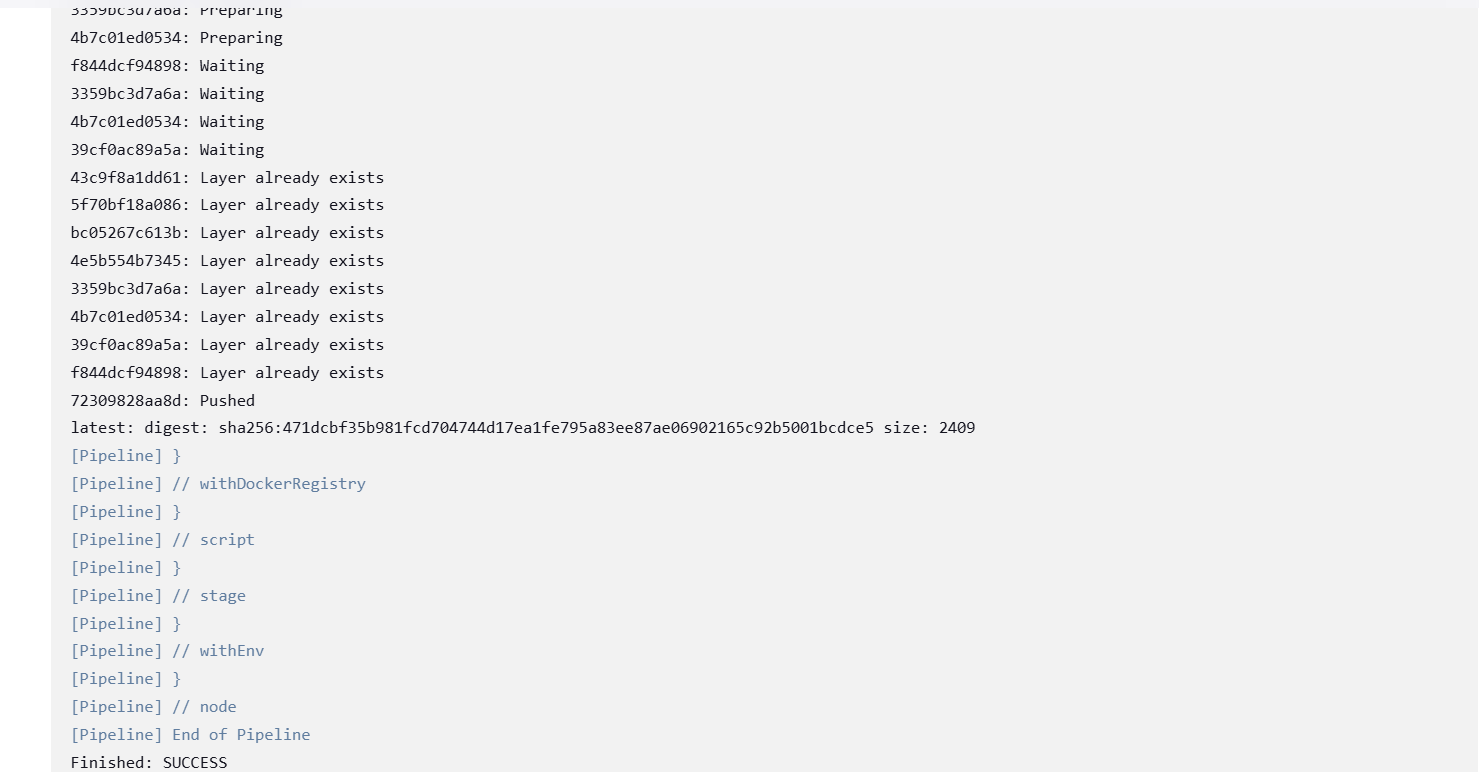 3359bc3d7a6a: Preparing
4b7c01ed0534: Preparing
f844dcf94898: Waiting
3359bc3d7a6a: Waiting
4b7c01ed0534: Waiting
39cf0ac89a5a: Waiting
43c9f8a1dd61: Layer already exists
5f70bf18a086: Layer already exists
bc05267c613b: Layer already exists
4e5b554b7345: Layer already exists
3359bc3d7a6a: Layer already exists
4b7c01ed0534: Layer already exists
39cf0ac89a5a: Layer already exists
f844dcf94898: Layer already exists
72309828aa8d: Pushed
latest: digest: sha256:471dcbf35b981fcd704744d17ea1fe795a83ee87ae06902165c92b5001bcdce5 size: 2409
[Pipeline] }
[Pipeline] // withDockerRegistry
[Pipeline] }
[Pipeline] // script
[Pipeline] }
[Pipeline] // stage
[Pipeline] }
[Pipeline] // withEnv
[Pipeline] }
[Pipeline] // node
[Pipeline] End of Pipeline
Finished: SUCCESS